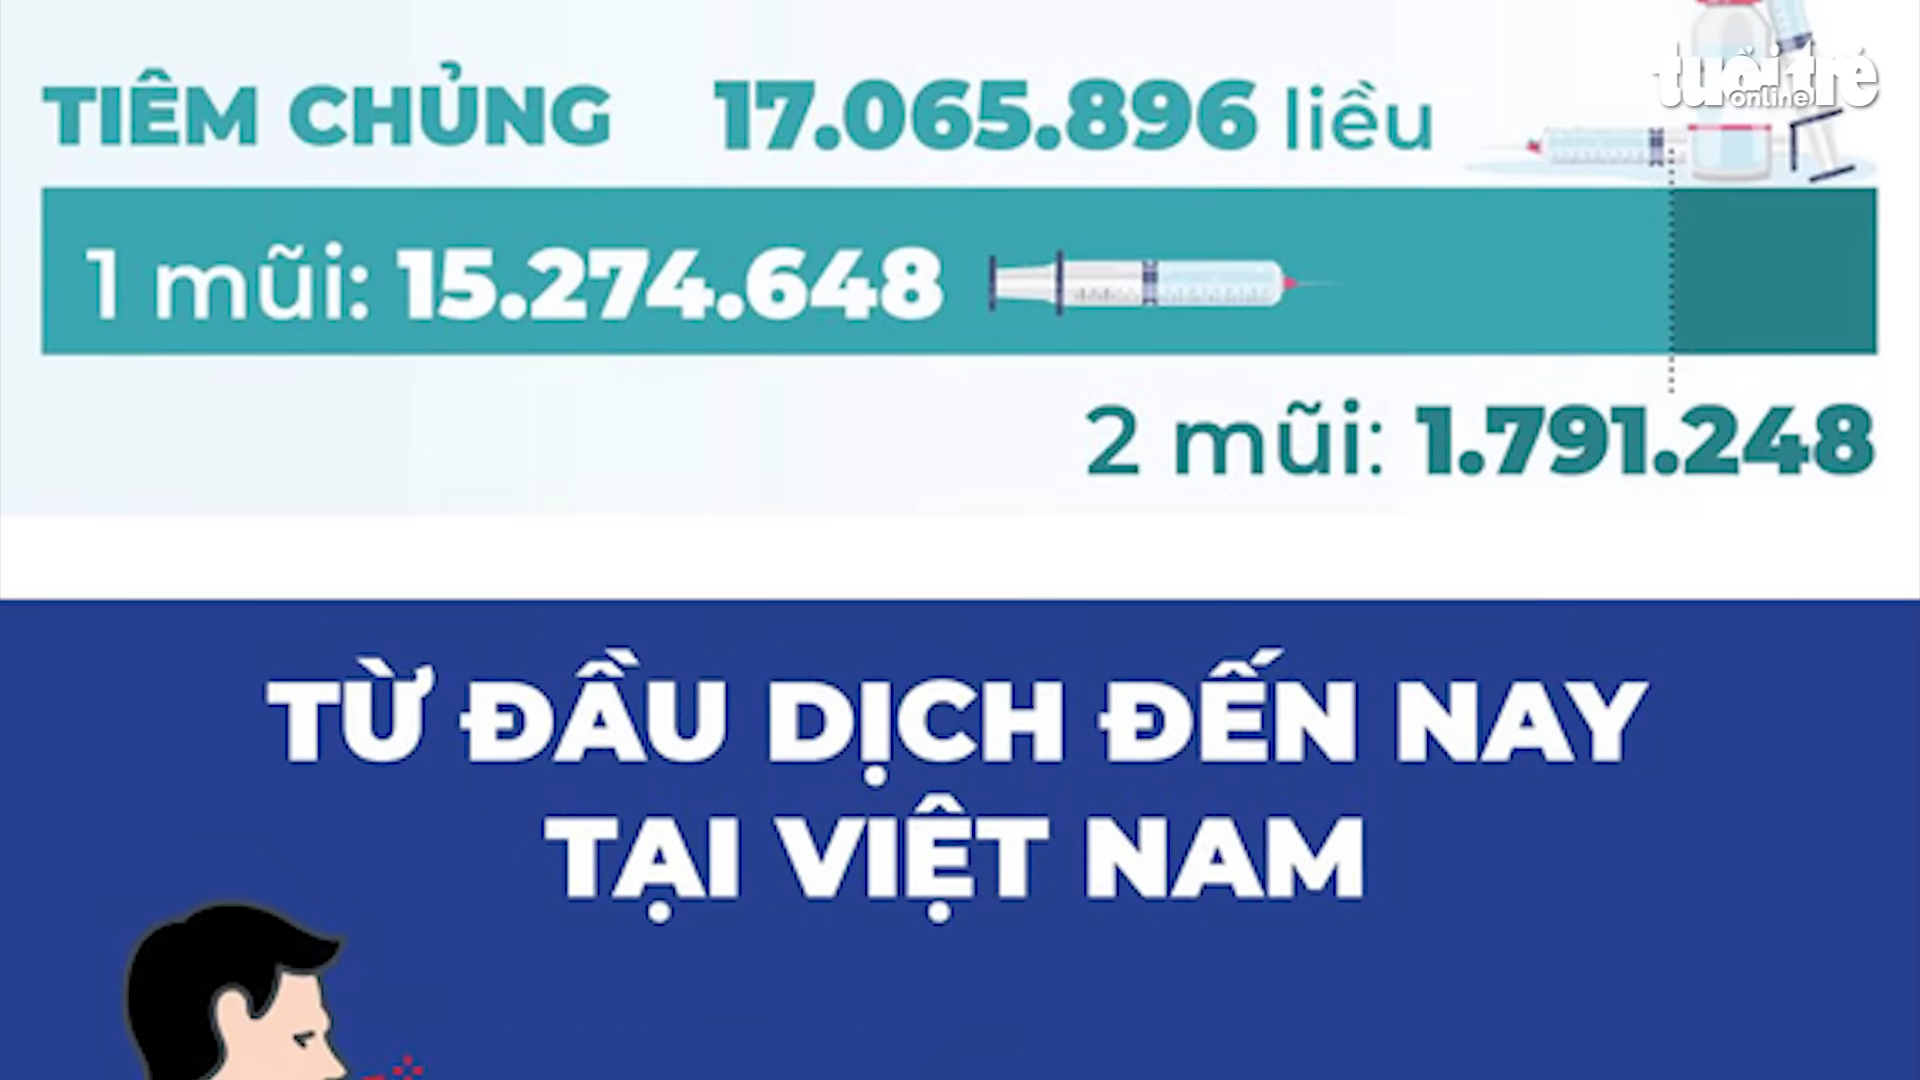 tuổi trẻ
online
TIÊM CHỦNG 17.065.896 liều
1 mũi: 15.274.648
2 mũi: 1.791.248
TỪ ĐẦU DỊCH ĐẾN NAY
TẠI VIỆT NAM